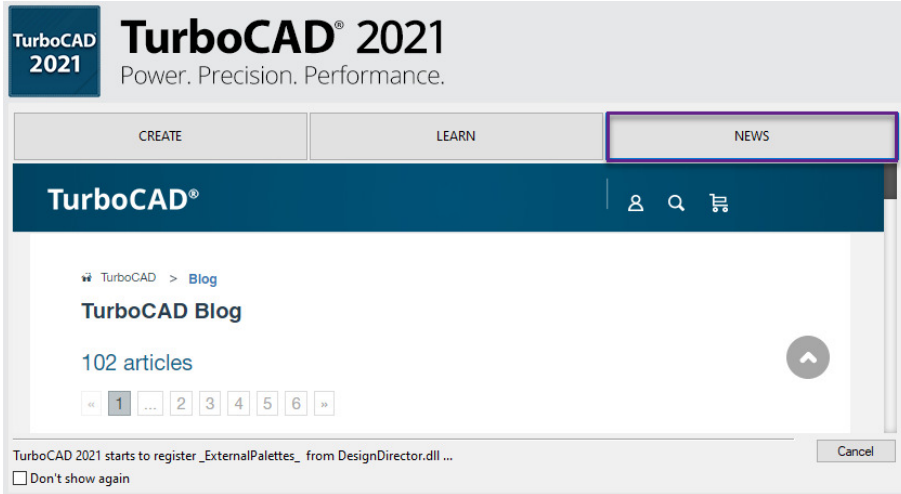 TurboCAD
2021
TurboCAD® 2021
Power. Precision. Performance.
CREATE LEARN NEWS
TurboCAD®
TurboCAD > Blog
TurboCAD Blog
102 articles
« 1 ... 2 3 4 5 6 »
TurboCAD 2021 starts to register _ExternalPalettes_ from DesignDirector.dll ...
Cancel
Don't show again